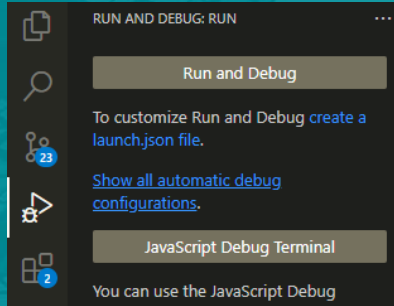 RUN AND DEBUG: RUN
Run and Debug
To customize Run and Debug create a
launch.json file.
23
Show all automatic debug
configurations.
JavaScript Debug Terminal
2
You can use the JavaScript Debug